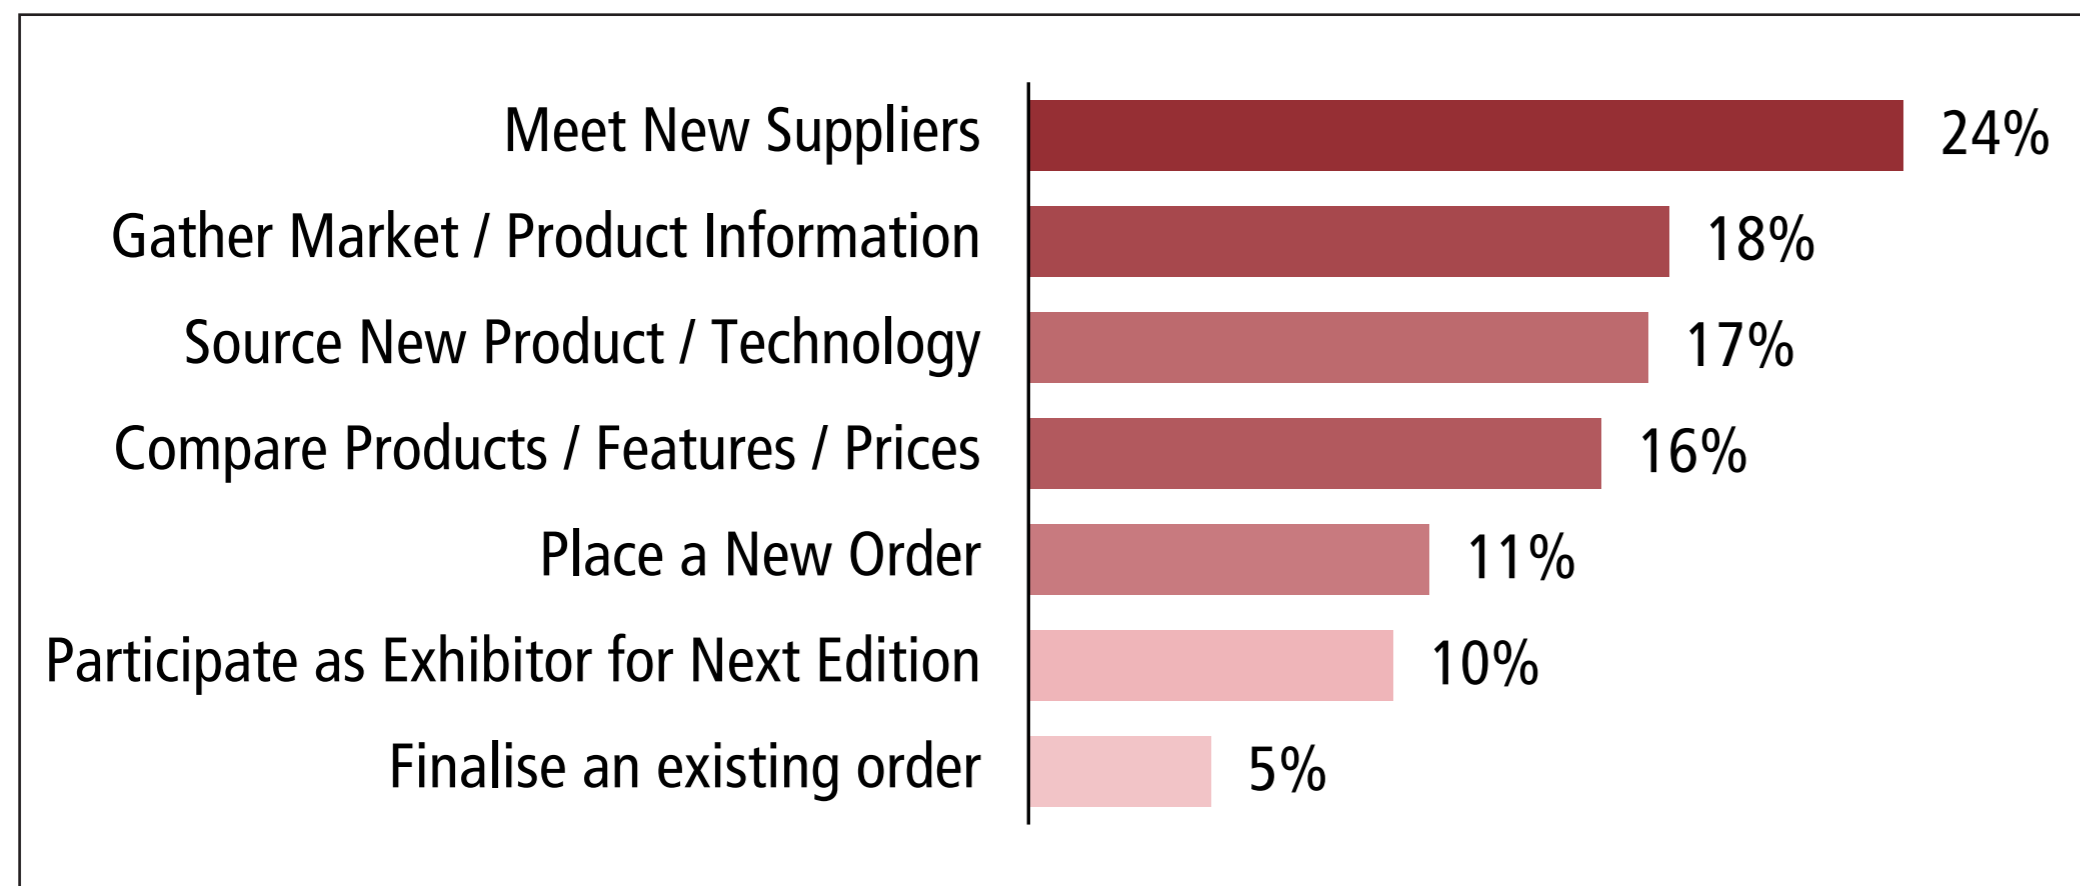 Meet New Suppliers 24%
Gather Market / Product Information 18%
Source New Product / Technology 17%
Compare Products / Features / Prices 16%
Place a New Order 11%
Participate as Exhibitor for Next Edition 10%
Finalise an existing order 5%